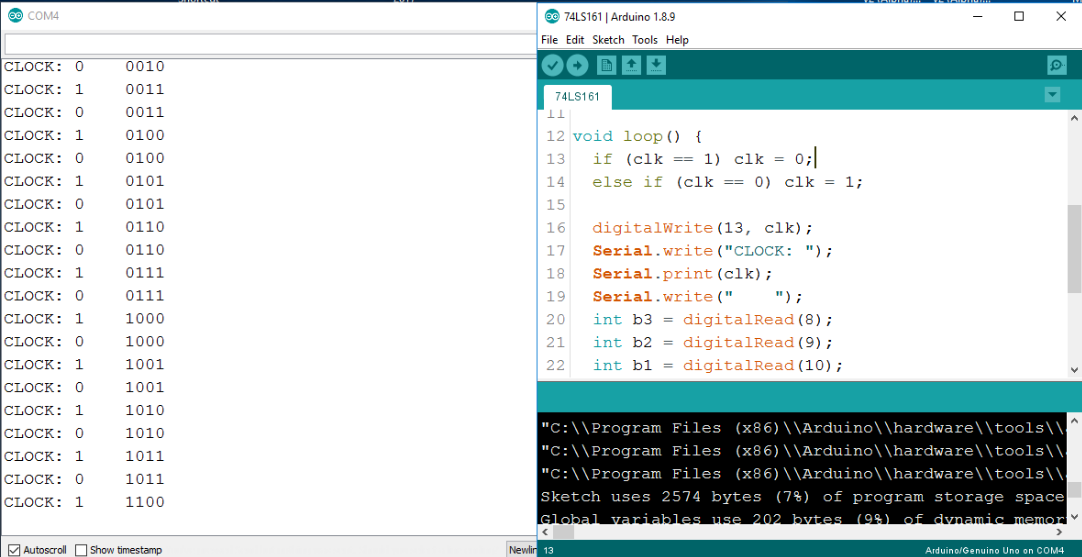 COM4
CLOCK: 0    0010
CLOCK: 1    0011
CLOCK: 0    0011
CLOCK: 1    0100
CLOCK: 0    0100
CLOCK: 1    0101
CLOCK: 0    0101
CLOCK: 1    0110
CLOCK: 0    0110
CLOCK: 1    0111
CLOCK: 0    0111
CLOCK: 1    1000
CLOCK: 0    1000
CLOCK: 1    1001
CLOCK: 0    1001
CLOCK: 1    1010
CLOCK: 0    1010
CLOCK: 1    1011
CLOCK: 0    1011
CLOCK: 1    1100
Autoscroll Show timestamp
74LS161 | Arduino 1.8.9
File Edit Sketch Tools Help
74LS161
11
12 void loop() {
13   if (clk == 1) clk = 0;
14   else if (clk == 0) clk = 1;
15
16   digitalWrite(13, clk);
17   Serial.write("CLOCK: ");
18   Serial.print(clk);
19   Serial.write("    ");
20   int b3 = digitalRead(8);
21   int b2 = digitalRead(9);
22   int b1 = digitalRead(10);
"C:\\Program Files (x86)\\Arduino\\hardware\\tools\\
"C:\\Program Files (x86)\\Arduino\\hardware\\tools\\
"C:\\Program Files (x86)\\Arduino\\hardware\\tools\\
Sketch uses 2574 bytes (7%) of program storage space
Global variables use 202 bytes (9%) of dynamic memor
13 Arduino/Genuino Uno on COM4